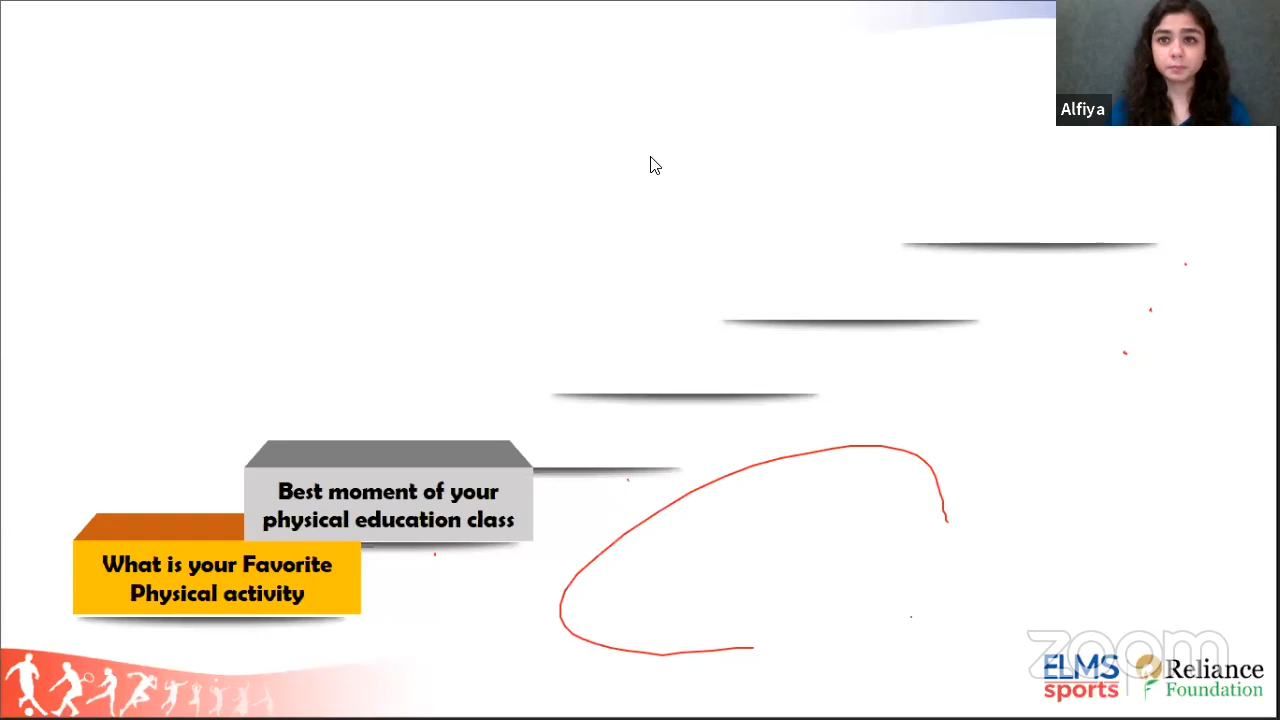 Alfiya
Best moment of your
physical education class
What is your Favorite
Physical activity
zoom
ELMS
sports
Reliance
Foundation